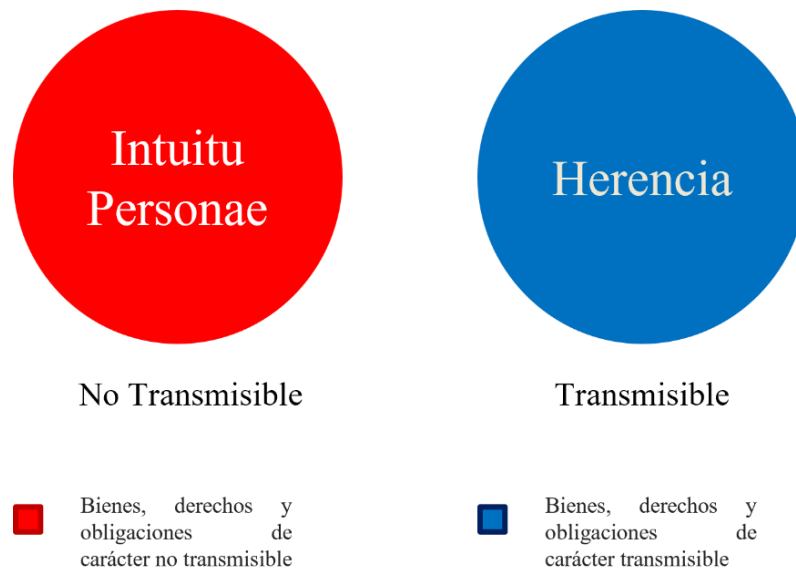 Intuitu
Personae
Herencia
No Transmisible
Transmisible
Bienes, derechos y
obligaciones de
carácter no transmisible
Bienes, derechos y
obligaciones de
carácter transmisible